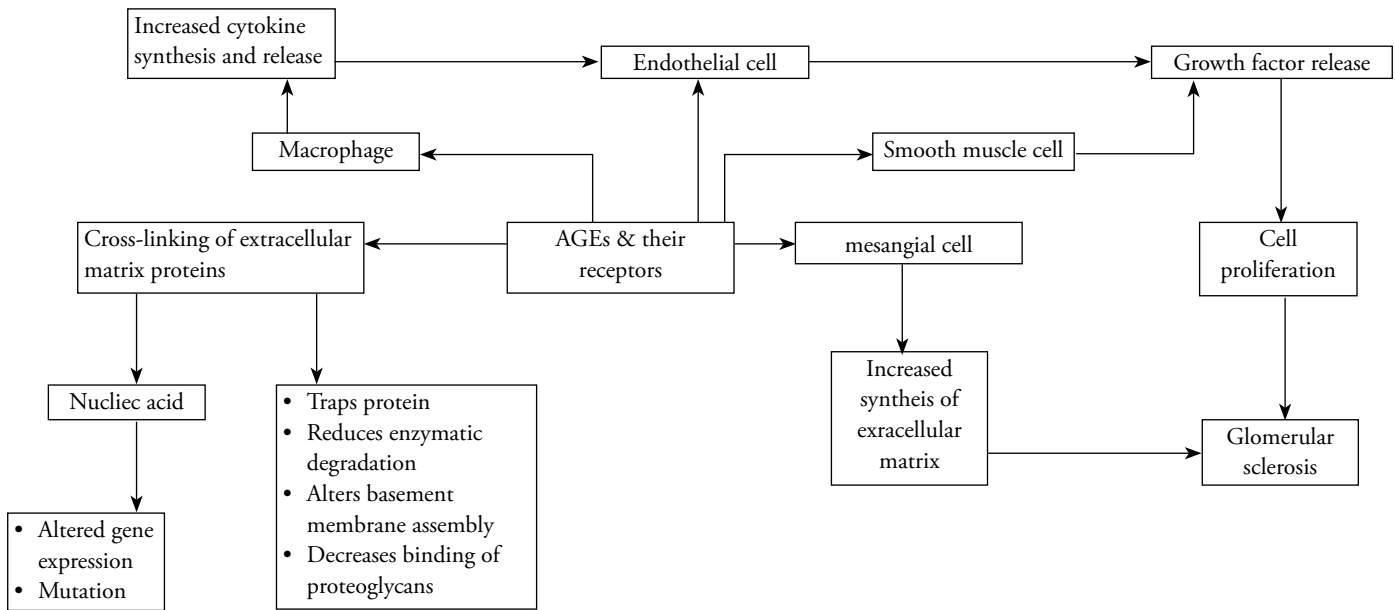 Increased cytokine
synthesis and release
Endothelial cell
Growth factor release
Macrophage
Smooth muscle cell
Cross-linking of extracellular
matrix proteins
AGEs & their
receptors
mesangial cell
Cell
proliferation
Nucliec acid
• Traps protein
• Reduces enzymatic
degradation
• Alters basement
membrane assembly
• Decreases binding of
proteoglycans
Increased
syntheis of
exracellular
matrix
Glomerular
sclerosis
• Altered gene
expression
• Mutation